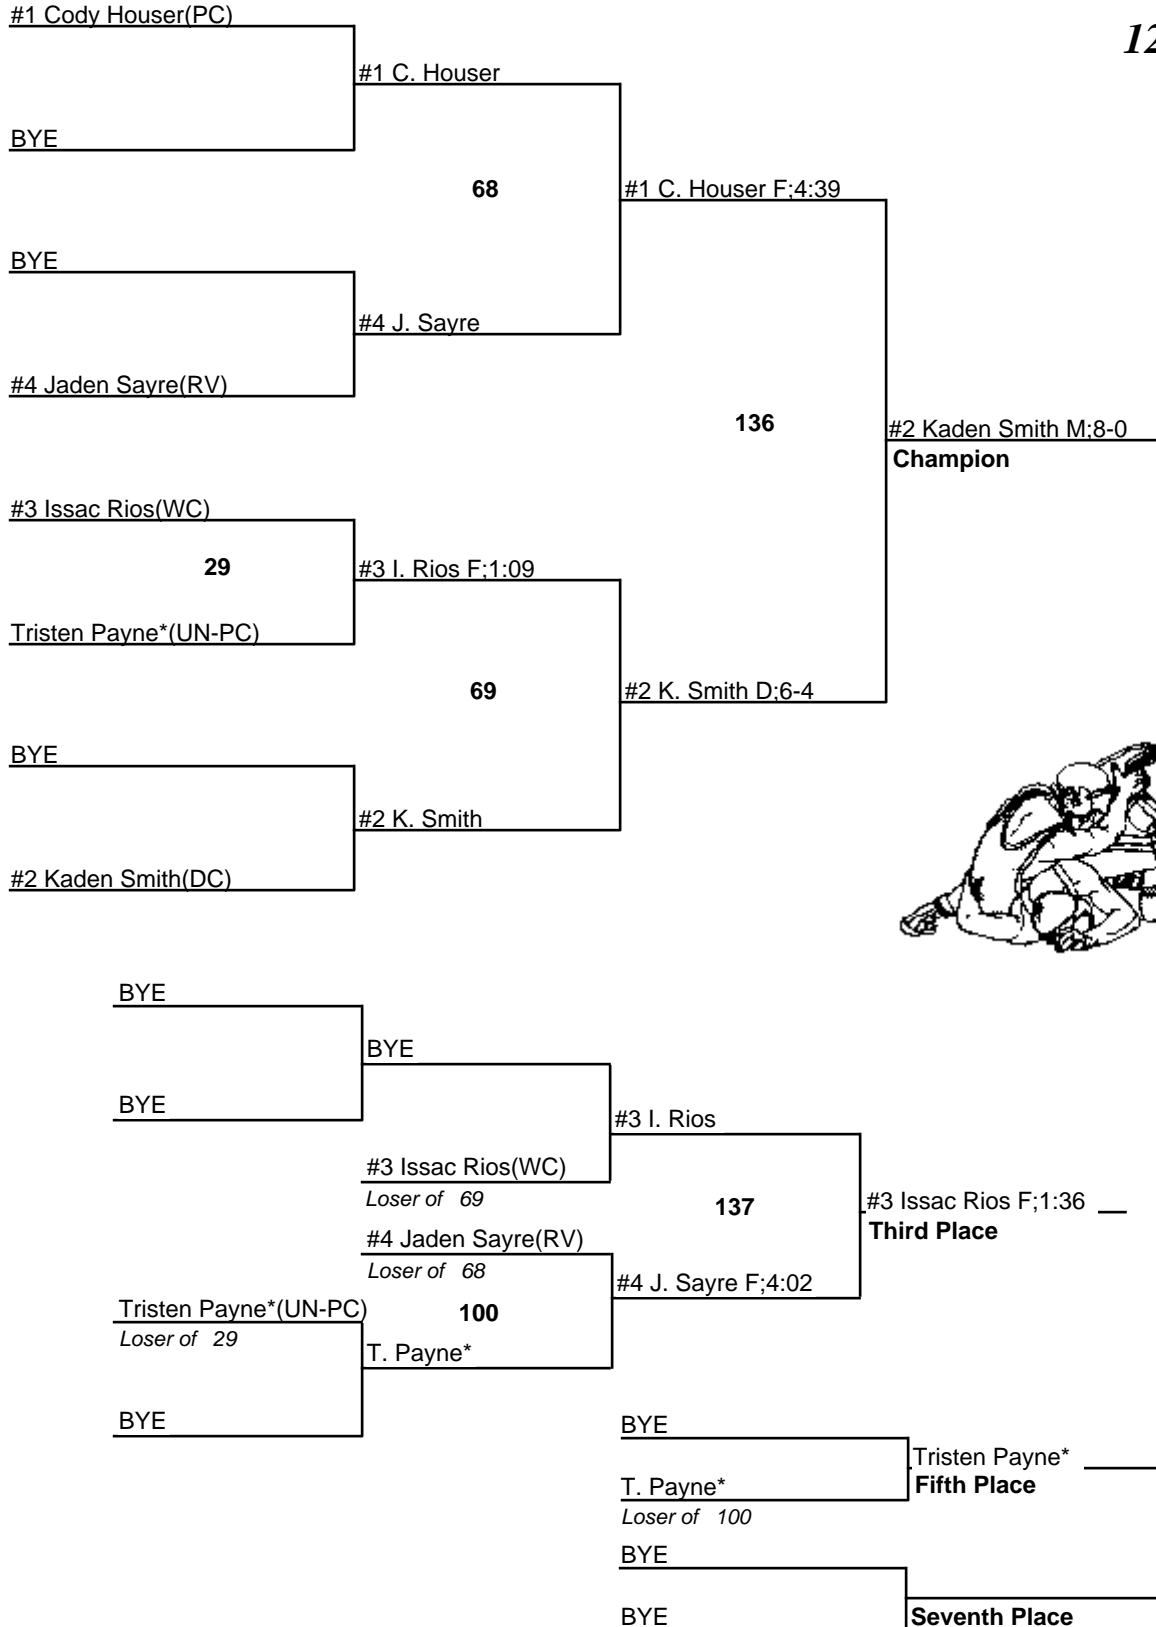 #1 Cody Houser(PC)
12
#1 C. Houser
BYE
68
#1 C. Houser F;4:39
BYE
#4 J. Sayre
#4 Jaden Sayre(RV)
136
#2 Kaden Smith M;8-0
Champion
#3 Issac Rios(WC)
29
#3 I. Rios F;1:09
Tristen Payne*(UN-PC)
69
#2 K. Smith D;6-4
BYE
#2 K. Smith
#2 Kaden Smith(DC)
BYE
BYE
BYE
#3 I. Rios
#3 Issac Rios(WC)
Loser of 69
137
#3 Issac Rios F;1:36
Third Place
#4 Jaden Sayre(RV)
Loser of 68
#4 J. Sayre F;4:02
Tristen Payne*(UN-PC)
100
Loser of 29
T. Payne*
BYE
BYE
Tristen Payne*
Fifth Place
T. Payne*
Loser of 100
BYE
BYE
Seventh Place